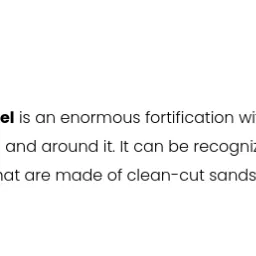 el is an enormous fortification wi
and around it. It can be recogniz
hat are made of clean-cut sands